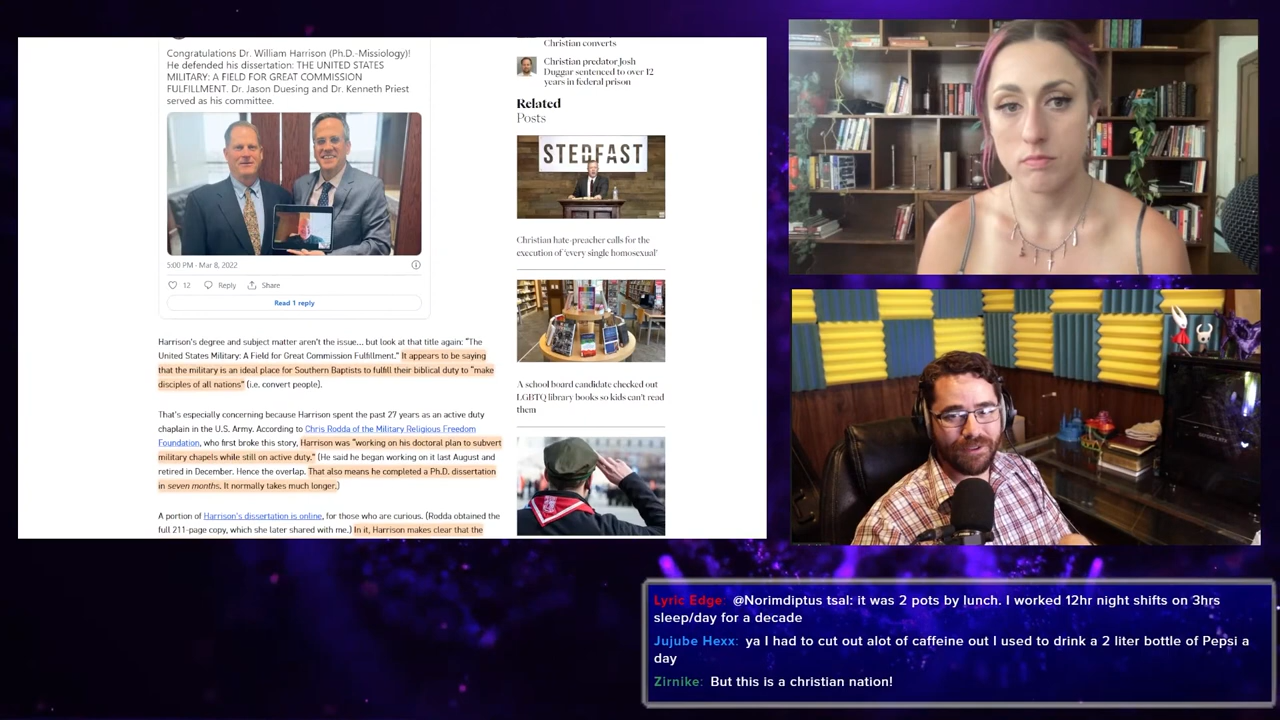 Congratulations Dr. William Harrison (Ph.D.-Missiology)!
He defended his dissertation: THE UNITED STATES
MILITARY: A FIELD FOR GREAT COMMISSION
FULFILLMENT. Dr. Jason Duesing and Dr. Kenneth Priest
served as his committee.
5:00 PM · Mar 8, 2022
12 Reply Share
Read 1 reply
Harrison's degree and subject matter aren't the issue... but look at that title again: "The
United States Military: A Field for Great Commission Fulfillment." It appears to be saying
that the military is an ideal place for Southern Baptists to fulfill their biblical duty to "make
disciples of all nations" (i.e. convert people).
That's especially concerning because Harrison spent the past 27 years as an active duty
chaplain in the U.S. Army. According to Chris Rodda of the Military Religious Freedom
Foundation, who first broke this story, Harrison was "working on his doctoral plan to subvert
military chapels while still on active duty." (He said he began working on it last August and
retired in December. Hence the overlap. That also means he completed a Ph.D. dissertation
in seven months. It normally takes much longer.)
A portion of Harrison's dissertation is online, for those who are curious. (Rodda obtained the
full 211-page copy, which she later shared with me.) In it, Harrison makes clear that the
Christian converts
Christian predator Josh
Duggar sentenced to over 12
years in federal prison
Related
Posts
STEDFAST
Christian hate-preacher calls for the
execution of 'every single homosexual'
A school board candidate checked out
LGBTQ library books so kids can't read
them
Lyric Edge: @Norimdiptus tsal: it was 2 pots by lunch. I worked 12hr night shifts on 3hrs
sleep/day for a decade
Jujube Hexx: ya I had to cut out alot of caffeine out I used to drink a 2 liter bottle of Pepsi a
day
Zirnike: But this is a christian nation!